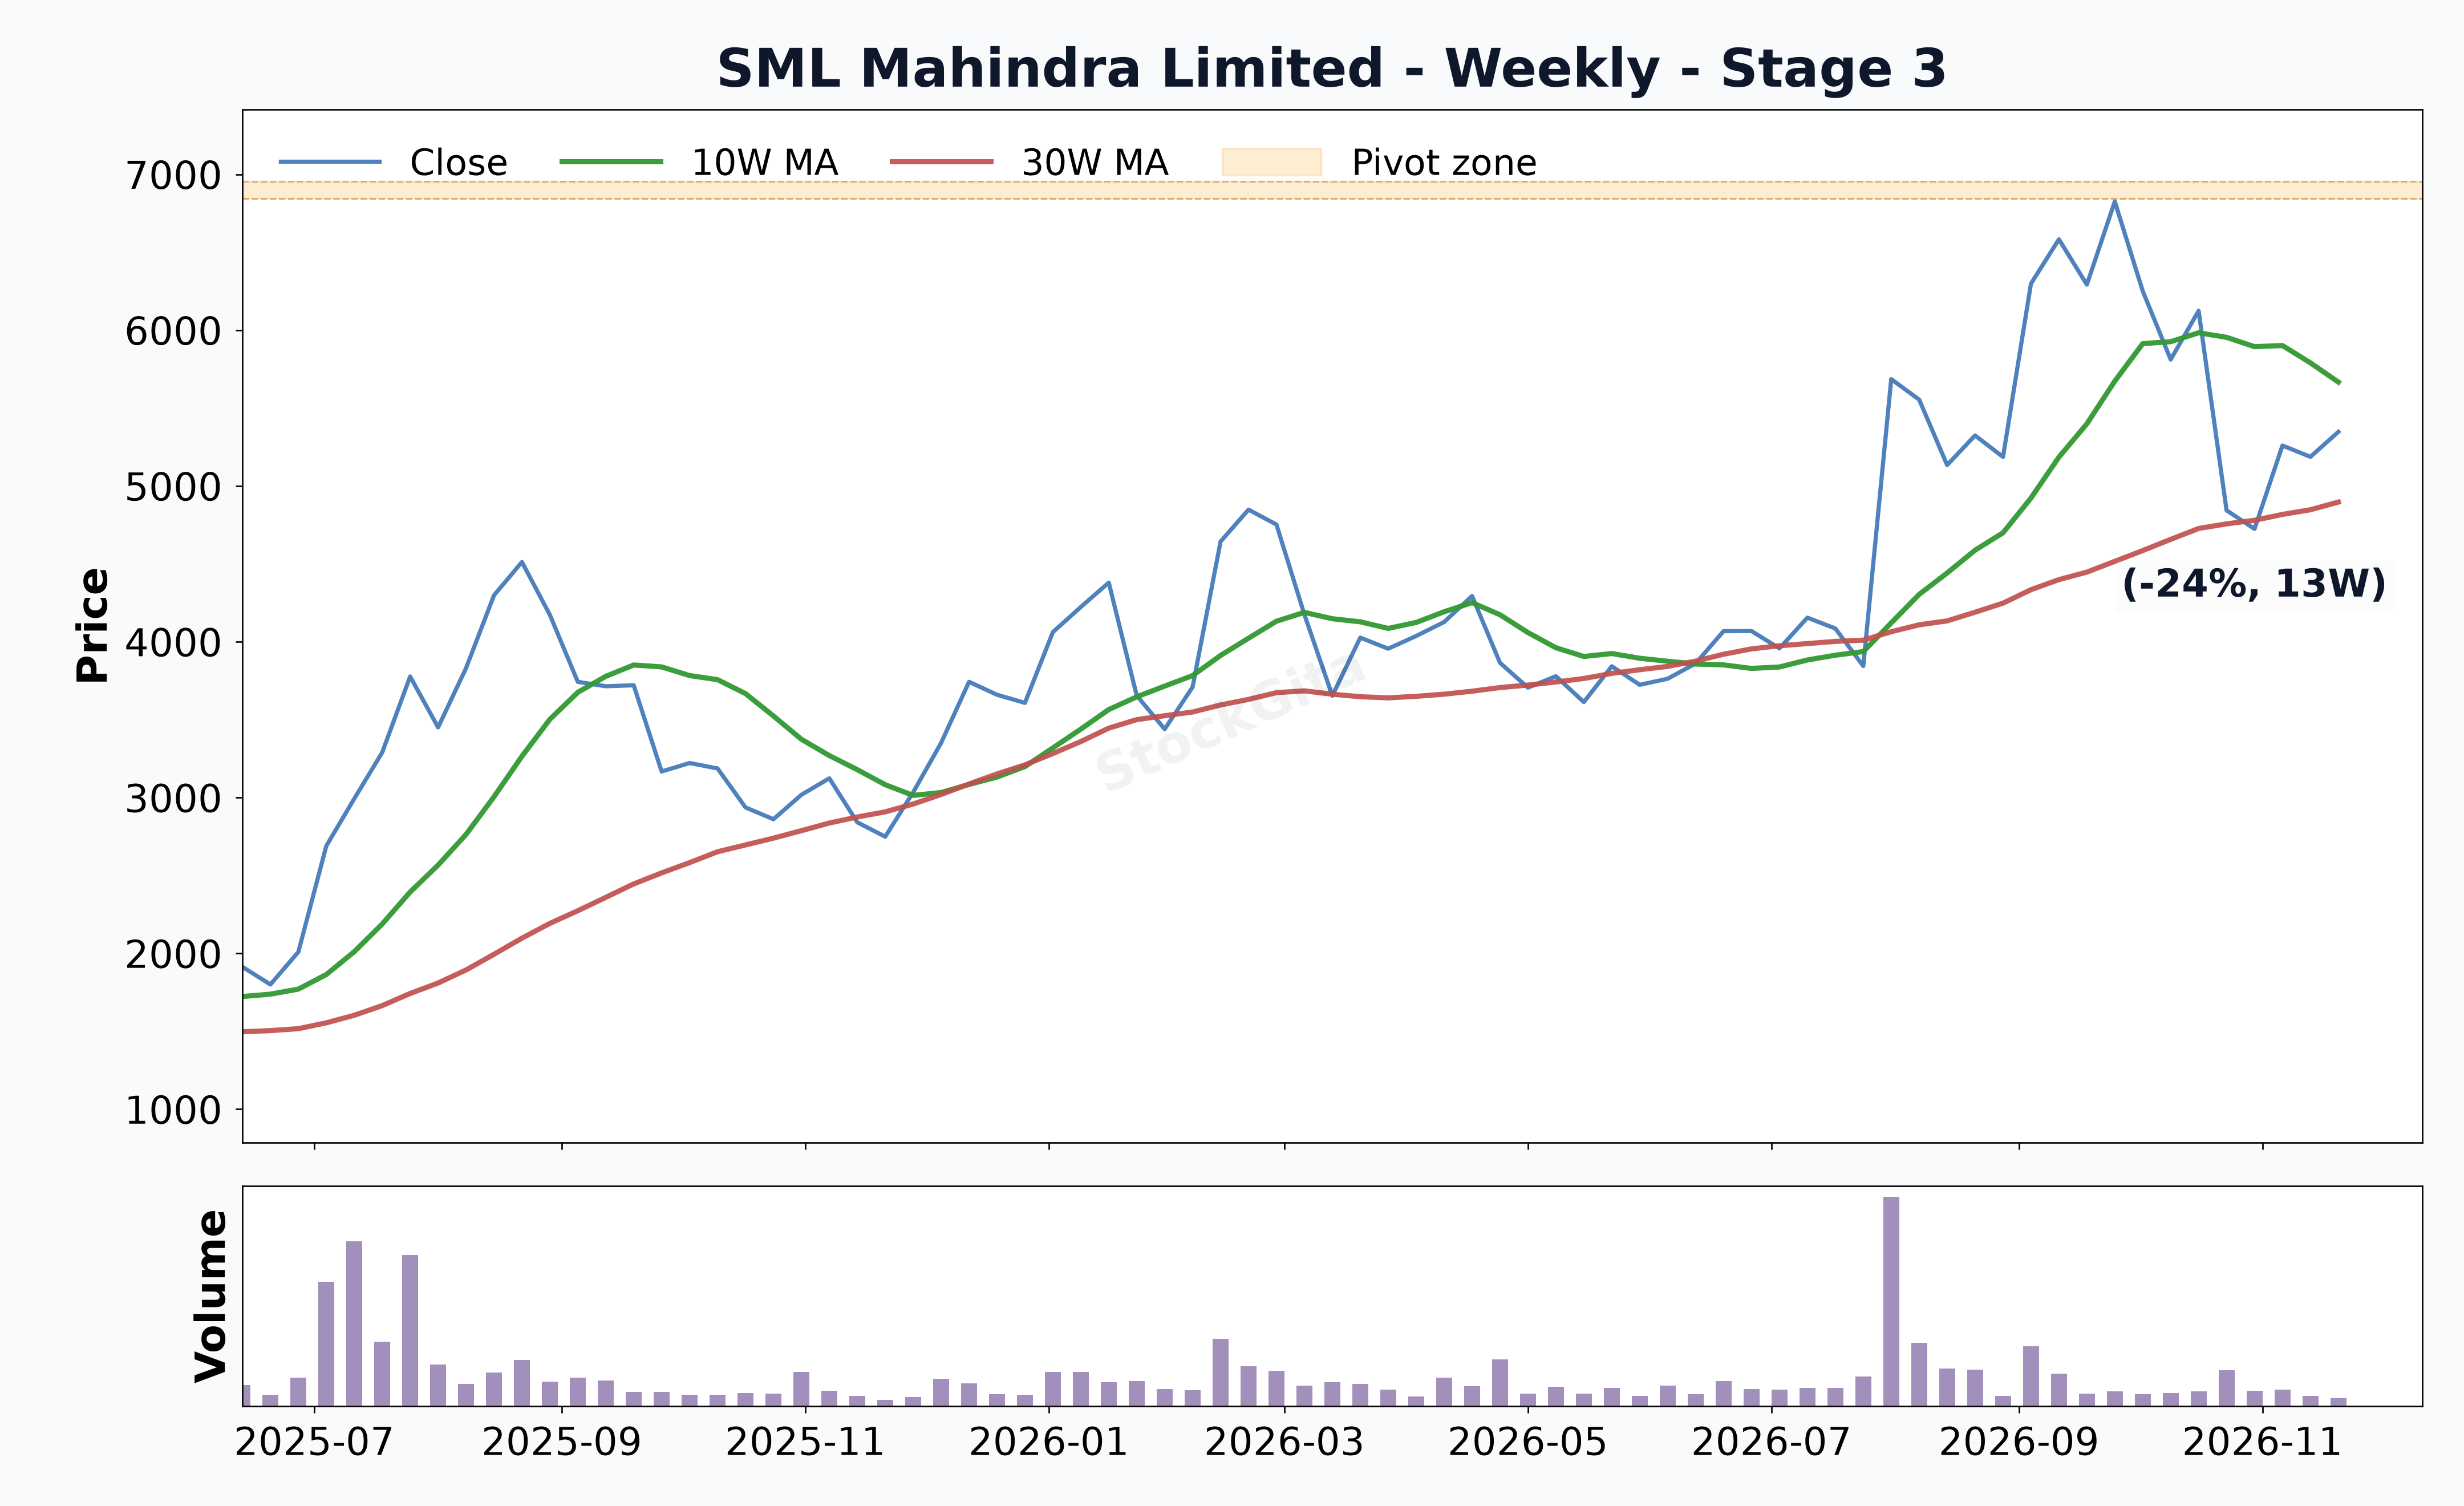 SML Mahindra Limited - Weekly - Stage 3
Close 10W MA 30W MA Pivot zone
7000
6000
5000
4000
3000
2000
1000
Price
(-24%, 13W)
StockGita
Volume
2025-07 2025-09 2025-11 2026-01 2026-03 2026-05 2026-07 2026-09 2026-11